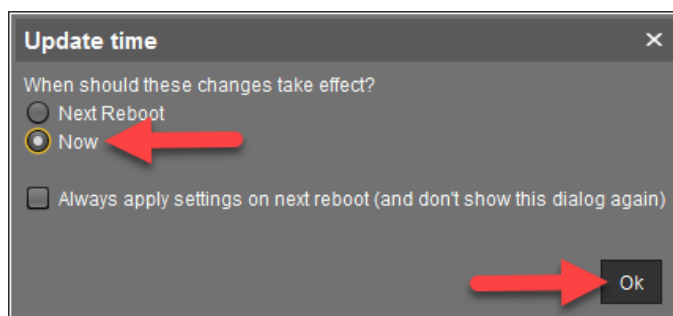 Update time
When should these changes take effect?
Next Reboot
Now
Always apply settings on next reboot (and don't show this dialog again)
Ok